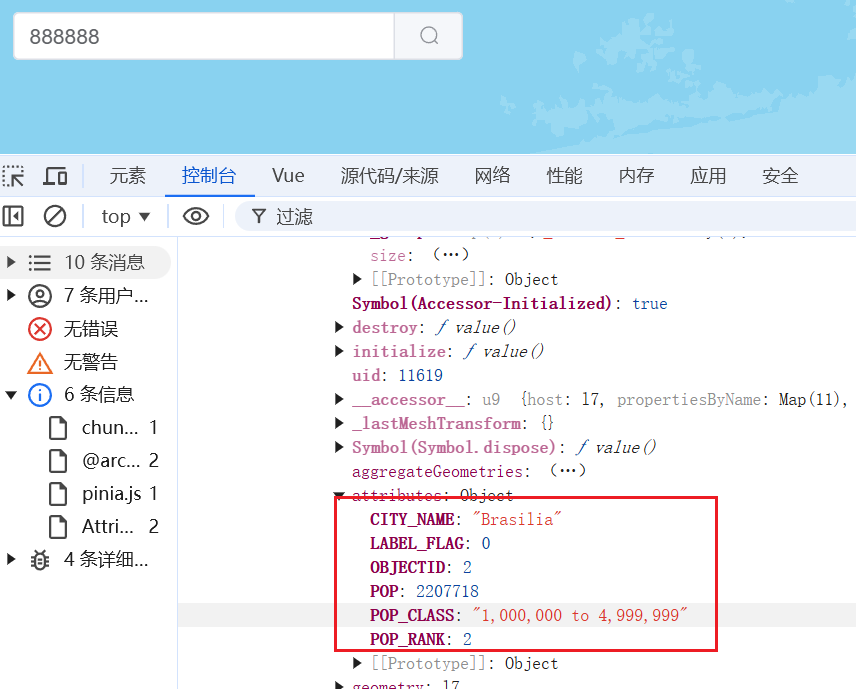 888888
元素 控制台 Vue 源代码/来源 网络 性能 内存 应用 安全
top ▼ 过滤
10 条消息
7 条用户...
无错误
无警告
6 条信息
chun... 1
@arc... 2
pinia.js 1
Attri... 2
4 条详细...
size: (···)
[[Prototype]]: Object
Symbol(Accessor-Initialized): true
destroy: ƒ value()
initialize: ƒ value()
uid: 11619
__accessor__: u9 {host: l7, propertiesByName: Map(11),
_lastMeshTransform: {}
Symbol(Symbol.dispose): ƒ value()
aggregateGeometries: (···)
attributes: Object
CITY_NAME: "Brasilia"
LABEL_FLAG: 0
OBJECTID: 2
POP: 2207718
POP_CLASS: "1,000,000 to 4,999,999"
POP_RANK: 2
[[Prototype]]: Object
geometry: l7